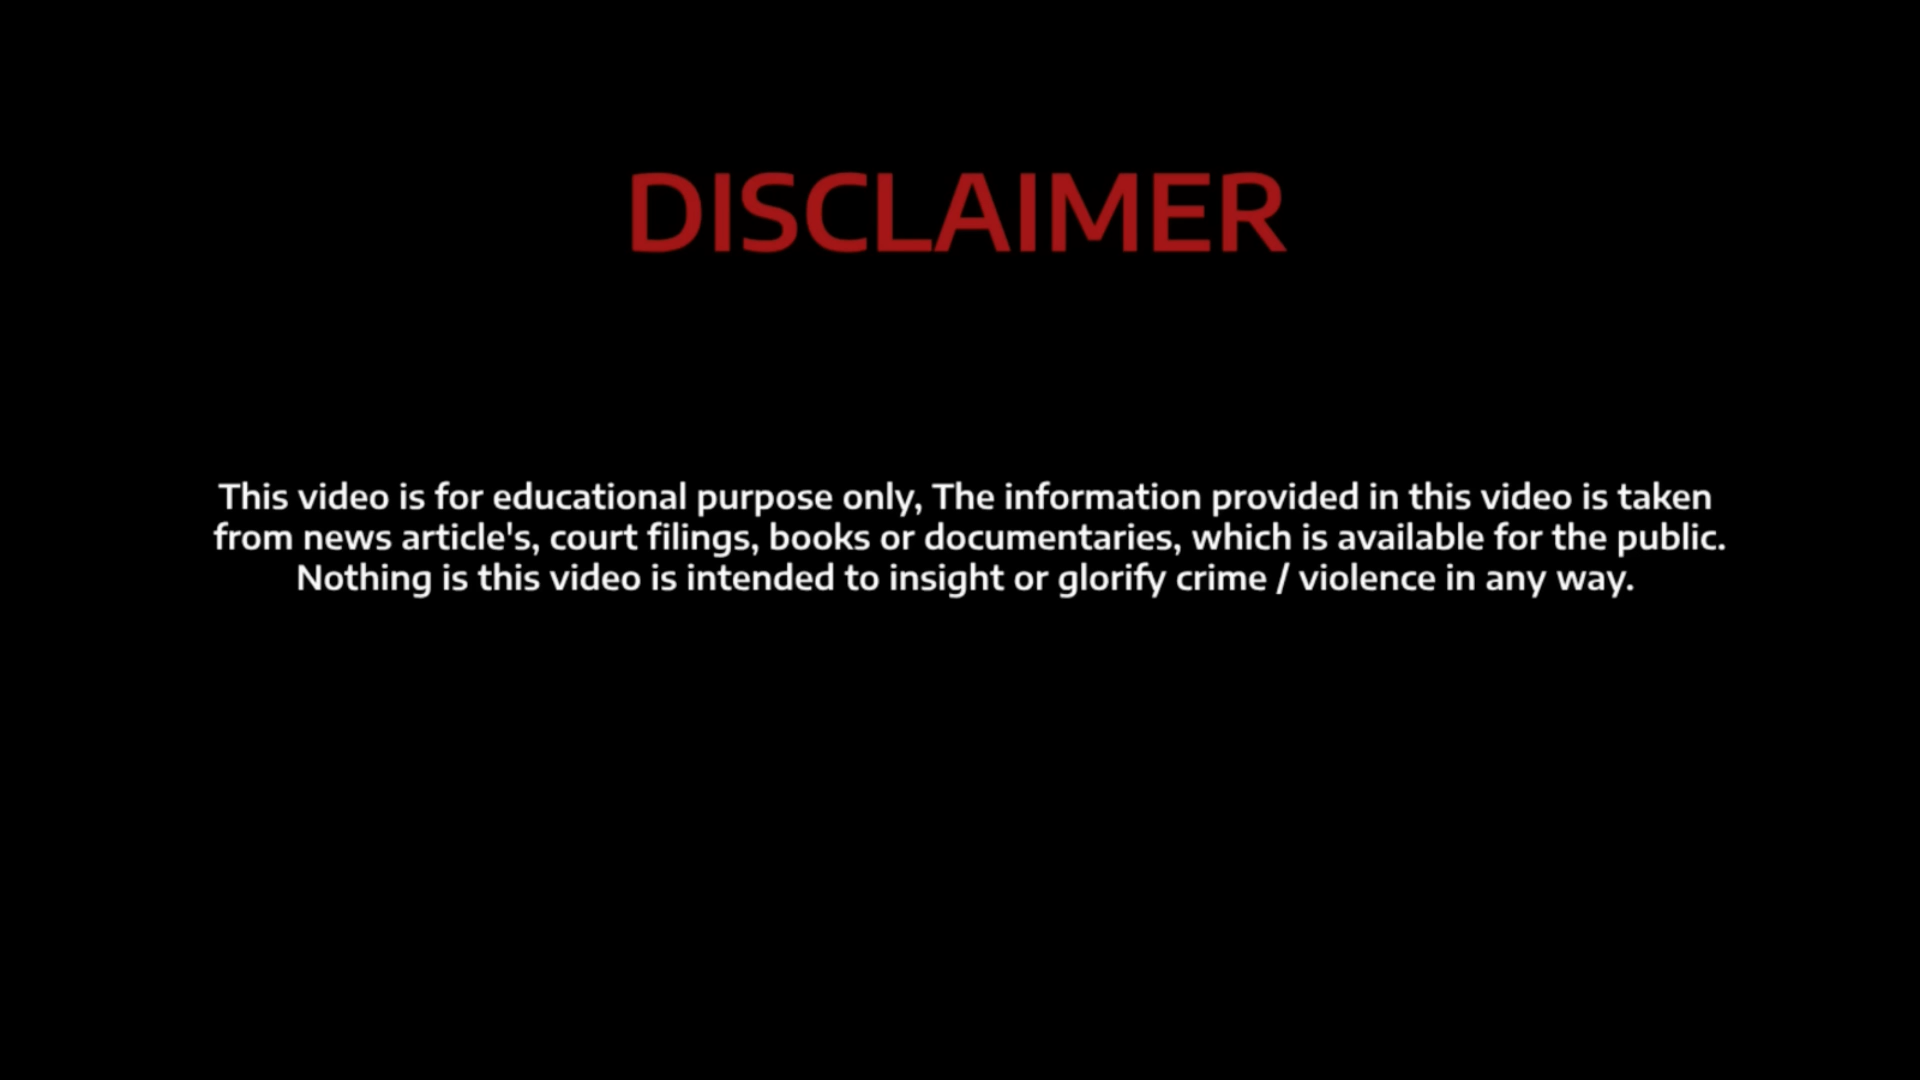 DISCLAIMER
This video is for educational purpose only, The information provided in this video is taken
from news article's, court filings, books or documentaries, which is available for the public.
Nothing is this video is intended to insight or glorify crime / violence in any way.